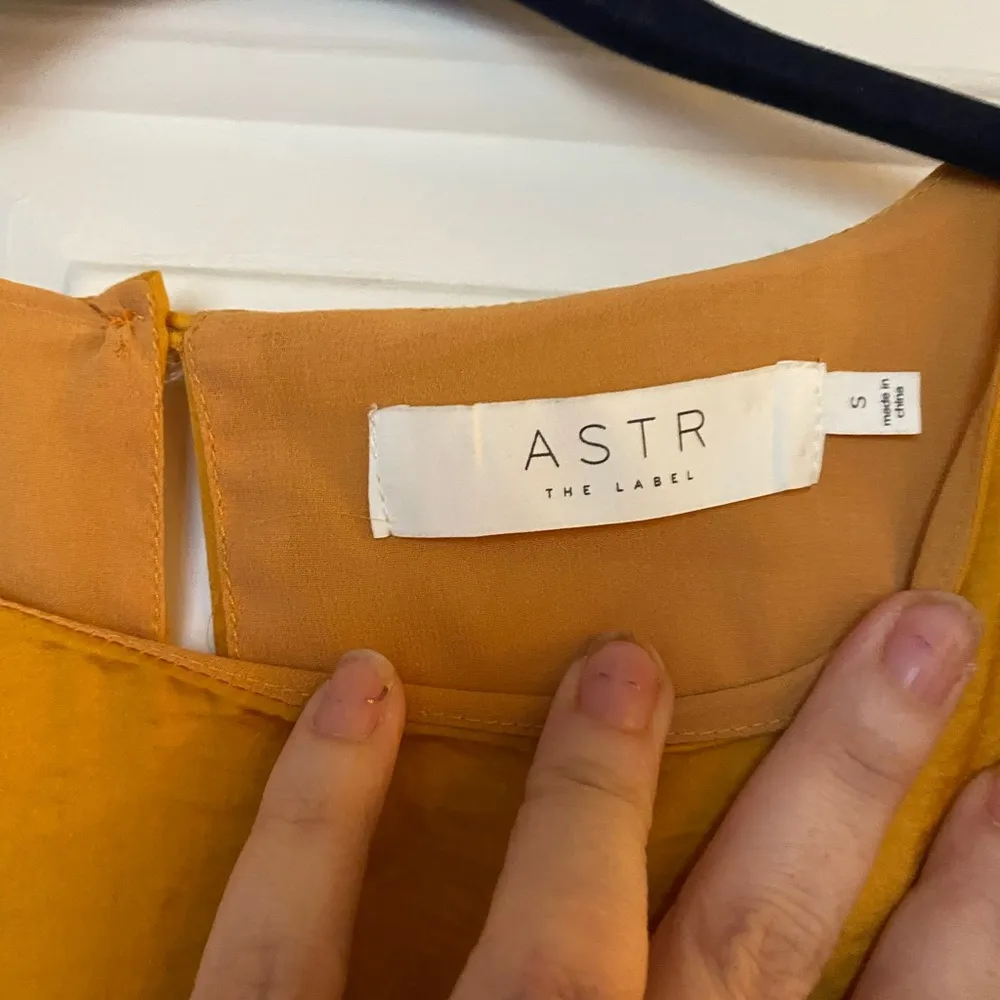 ASTR
THE LABEL
S
made in
china